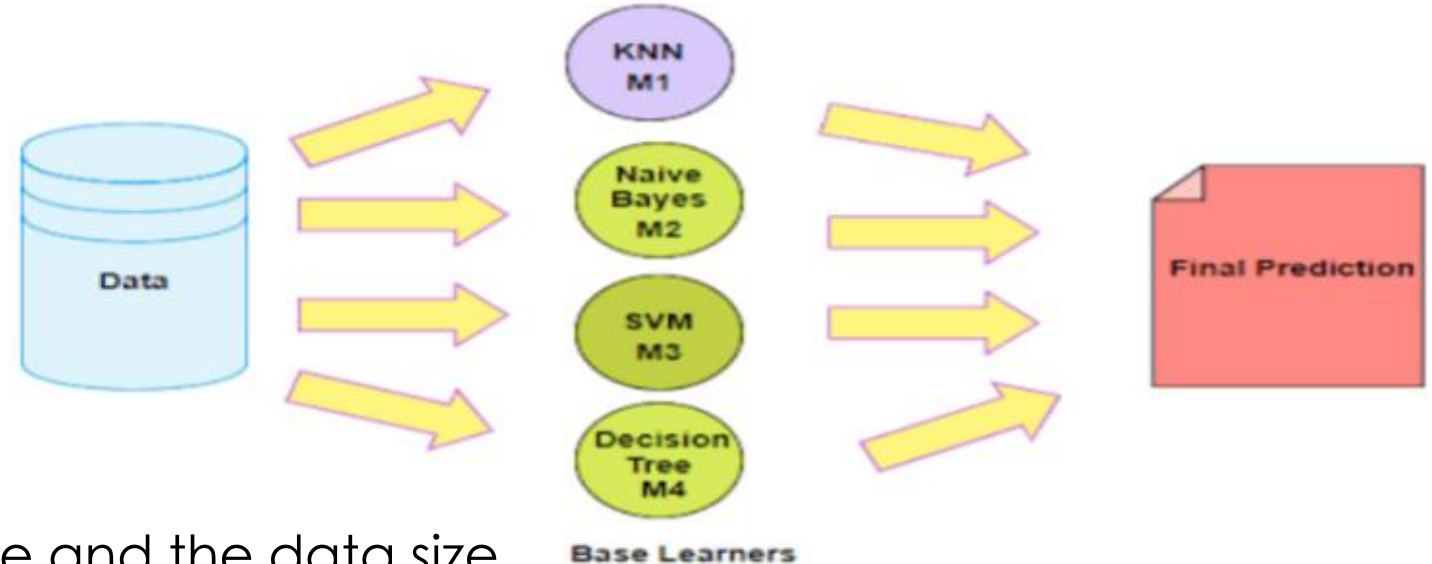 KNN
M1
Naive
Bayes
M2
Data
SVM
M3
Final Prediction
Decision
Tree
M4
e and the data size
Base Learners